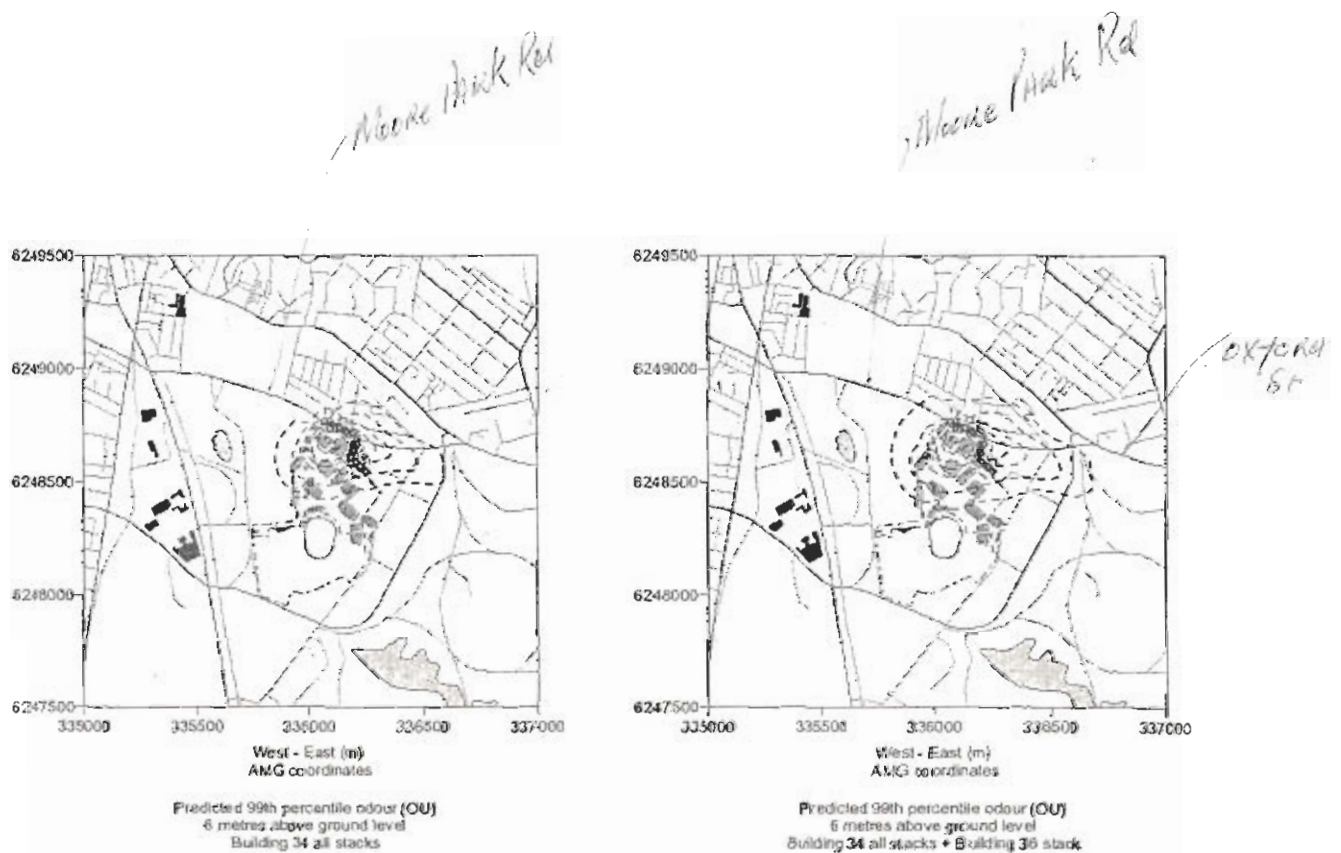 Moore Park Rd
Moore Park Rd
6249500
6249000
6248500
6248000
6247500
335000 335500 336000 336500 337000
West - East (m)
AMG coordinates
Predicted 99th percentile odour (OU)
6 metres above ground level
Building 34 all stacks
6249500
6249000
6248500
6248000
6247500
335000 335500 336000 336500 337000
West - East (m)
AMG coordinates
Predicted 99th percentile odour (OU)
6 metres above ground level
Building 34 all stacks + Building 36 stack
OXFORD
St